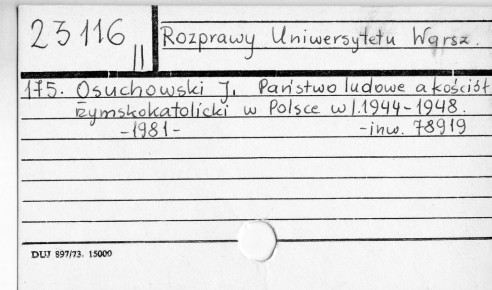 23116 II
Rozprawy Uniwersytetu Warsz.
175. Osuchowski J. Państwo ludowe a kościół
rzymskokatolicki w Polsce w l.1944-1948.
-1981- -inw. 78919
DUJ 897/73. 15000